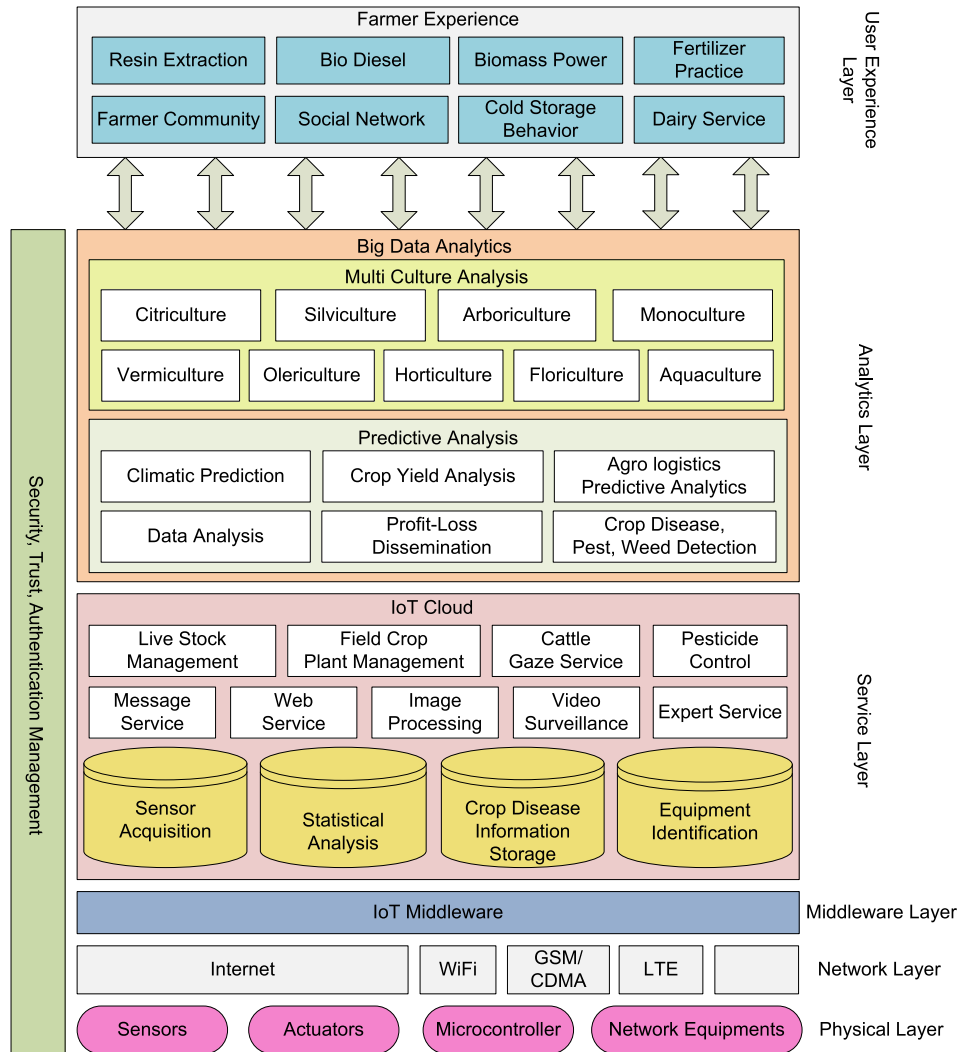 Farmer Experience
Resin Extraction
Bio Diesel
Biomass Power
Fertilizer
Practice
Farmer Community
Social Network
Cold Storage
Behavior
Dairy Service
User Experience
Layer
Big Data Analytics
Multi Culture Analysis
Citriculture
Silviculture
Arboriculture
Monoculture
Vermiculture
Olericulture
Horticulture
Floriculture
Aquaculture
Predictive Analysis
Climatic Prediction
Crop Yield Analysis
Agro logistics
Predictive Analytics
Data Analysis
Profit-Loss
Dissemination
Crop Disease,
Pest, Weed Detection
Analytics Layer
Security, Trust, Authentication Management
IoT Cloud
Live Stock
Management
Field Crop
Plant Management
Cattle
Gaze Service
Pesticide
Control
Message
Service
Web
Service
Image
Processing
Video
Surveillance
Expert Service
Sensor
Acquisition
Statistical
Analysis
Crop Disease
Information
Storage
Equipment
Identification
Service Layer
IoT Middleware
Middleware Layer
Internet
WiFi
GSM/
CDMA
LTE
Network Layer
Sensors
Actuators
Microcontroller
Network Equipments
Physical Layer